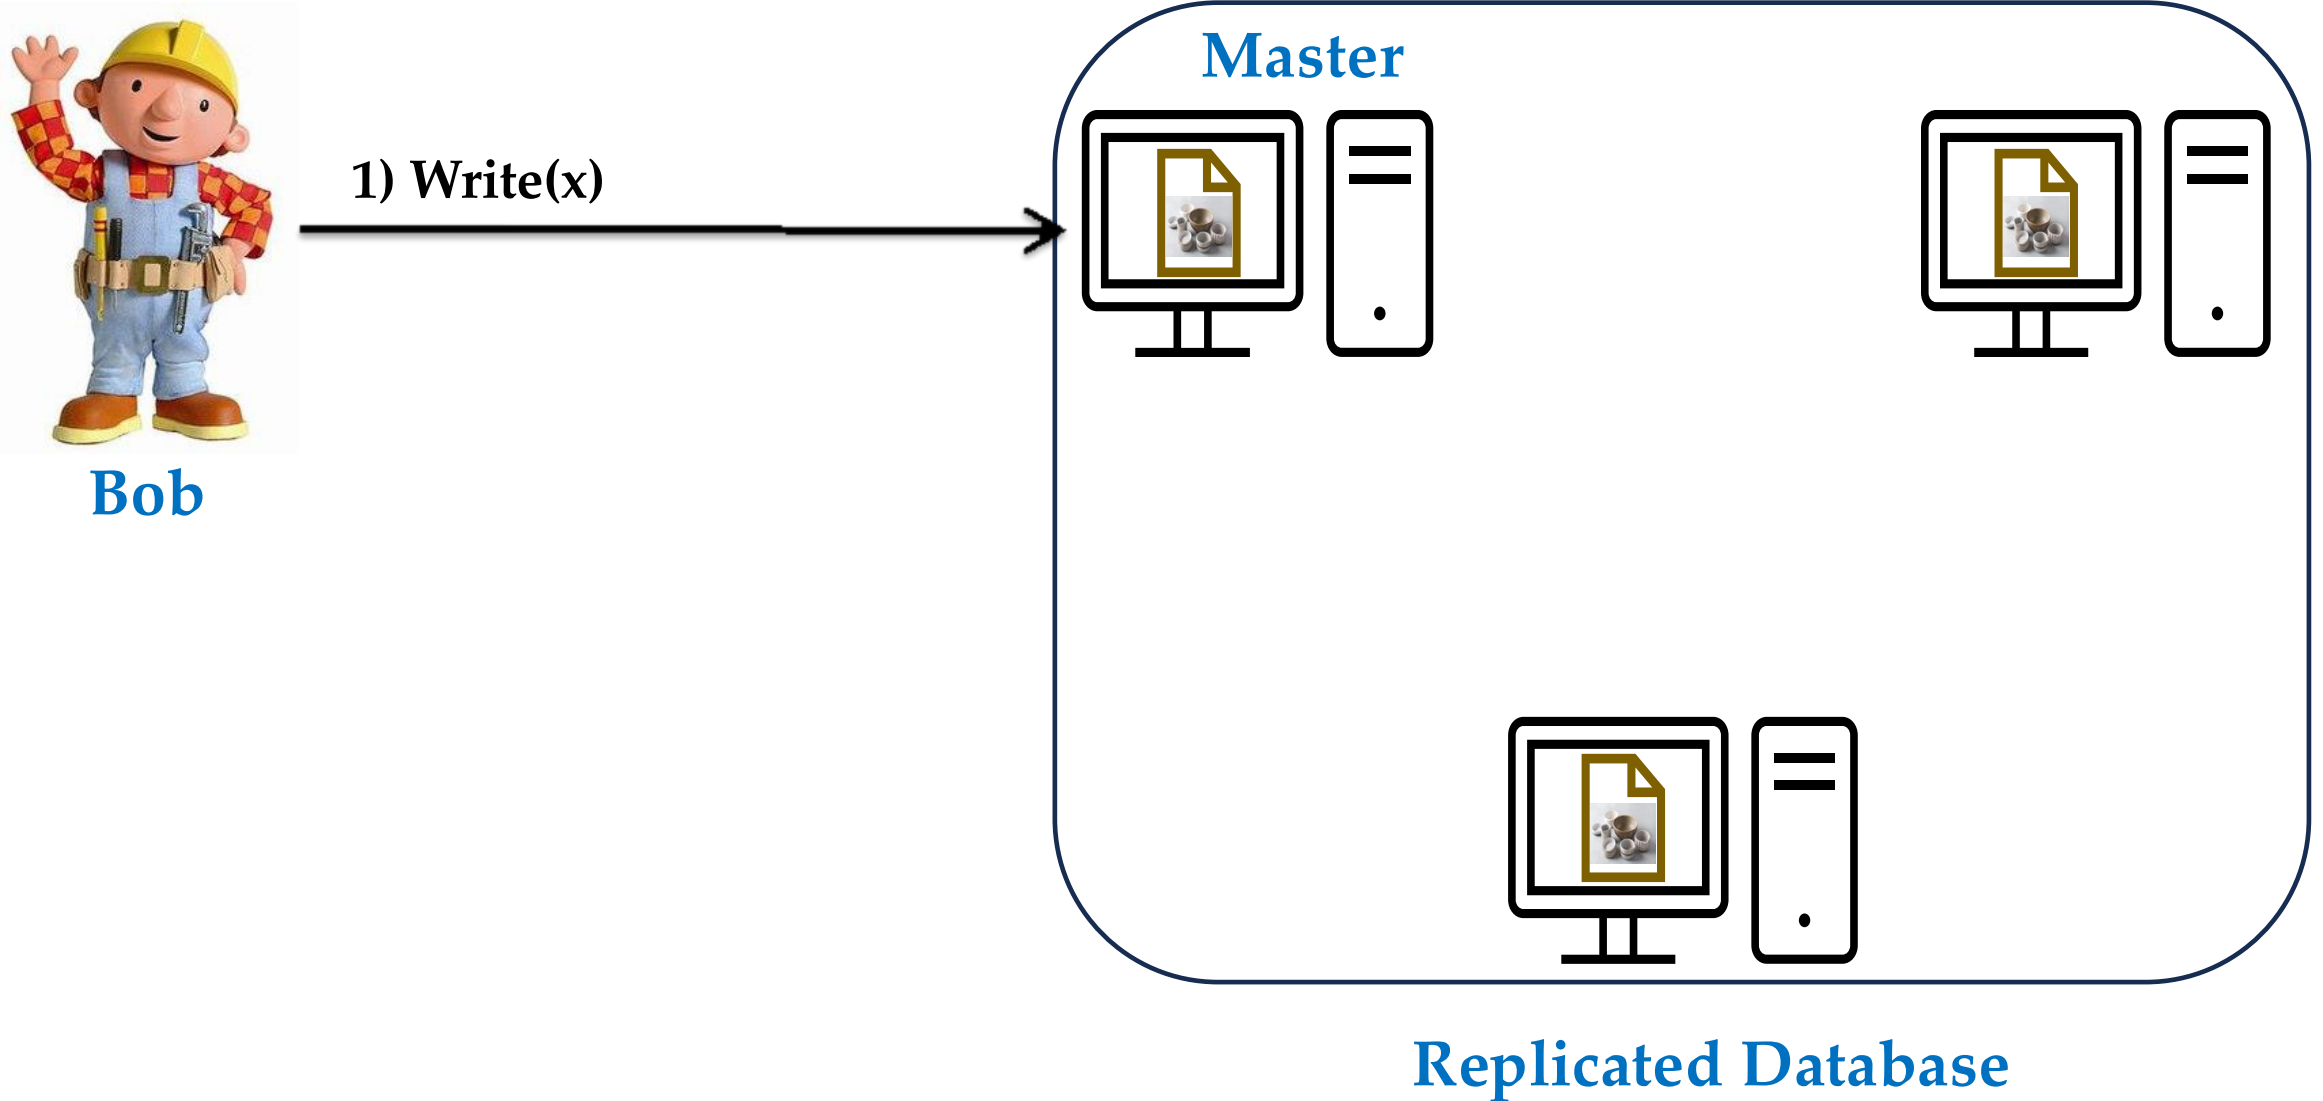 Master
1) Write(x)
Bob
Replicated Database